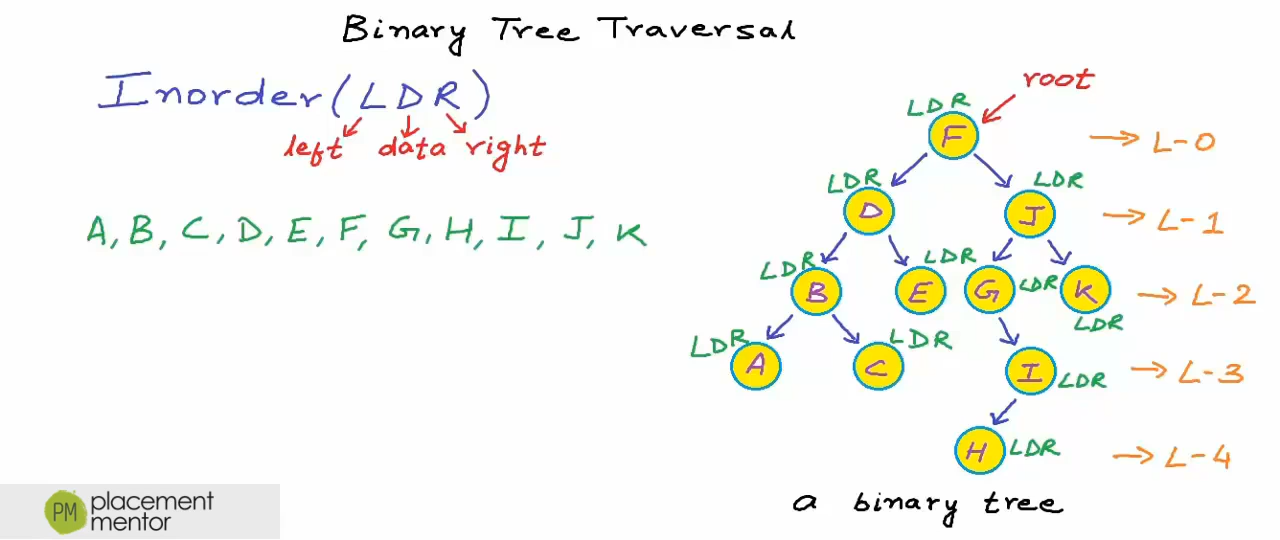 Binary Tree Traversal
Inorder (LDR)
left data right
A, B, C, D, E, F, G, H, I, J, K
root
LDR
F
L-0
LDR
LDR
D
J
L-1
LDR
LDR
B
E
G
LDR
K
L-2
LDR
LDR
LDR
A
C
I
LDR
L-3
H
LDR
L-4
a binary tree
PM
placement
mentor